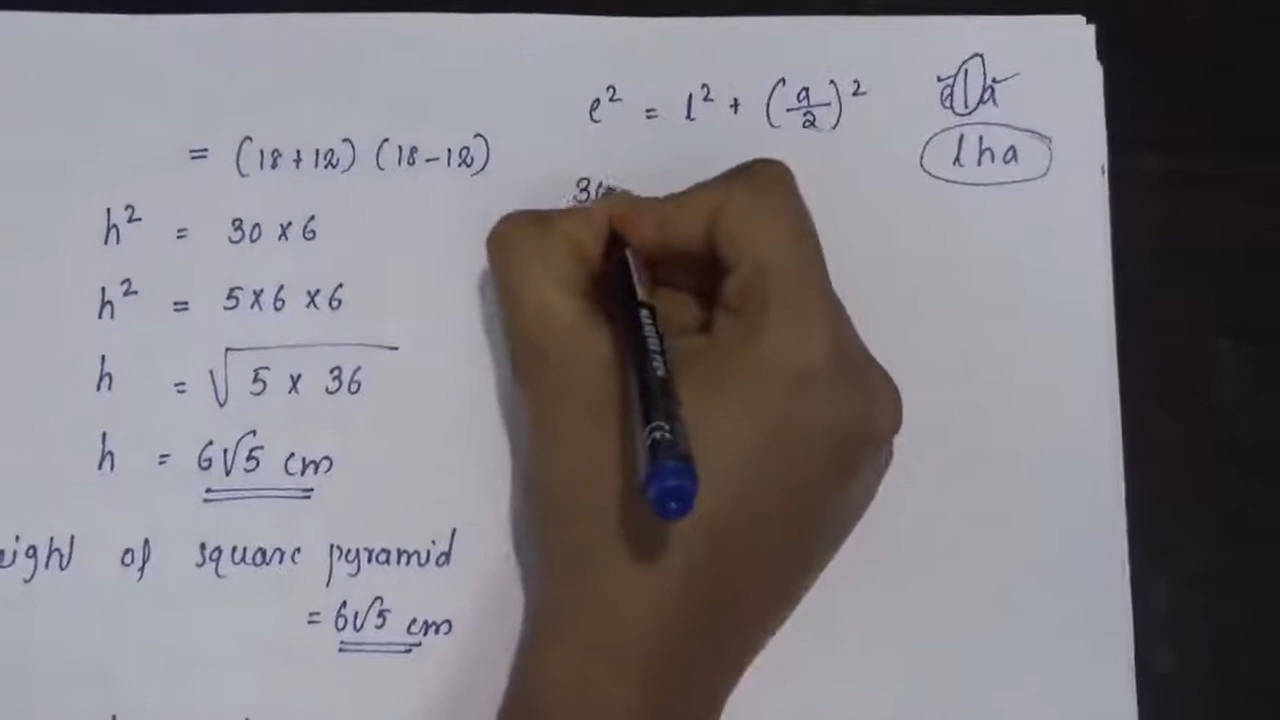 = (18+12) (18-12)
h² = 30 × 6
h² = 5×6 ×6
h = √5 × 36
h = 6√5 cm
of square pyramid
= 6√5 cm
e² = l² + (a/2)²
ela
lha